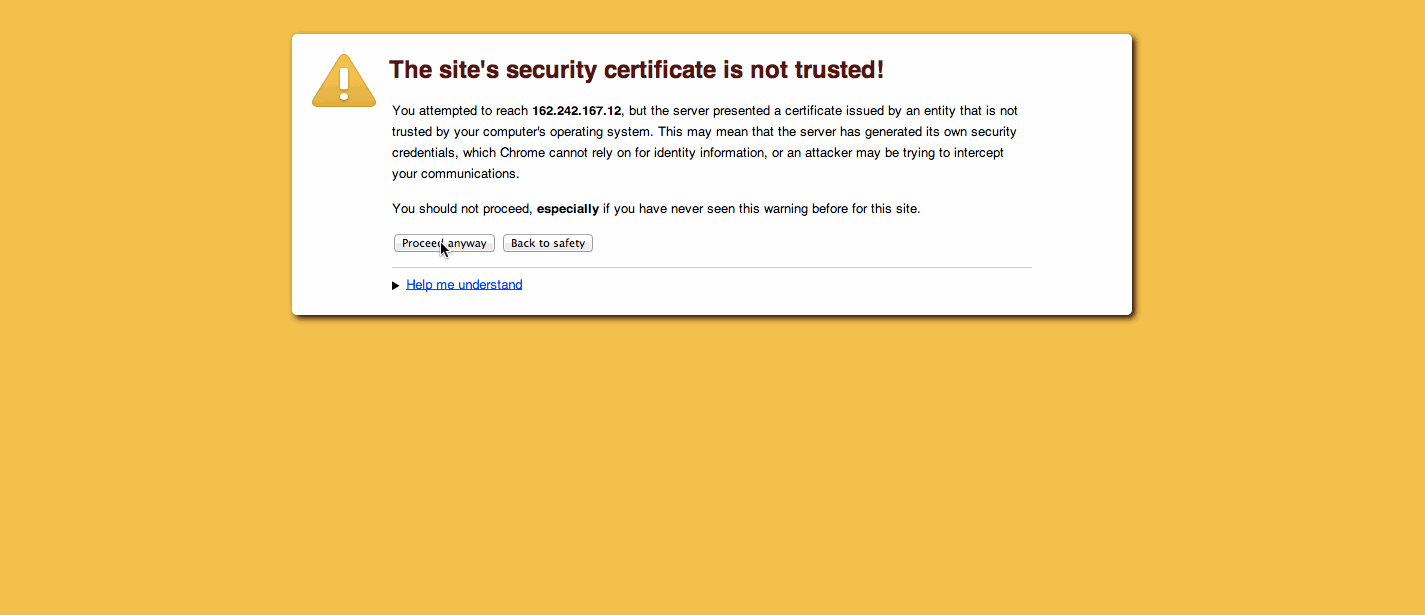 The site's security certificate is not trusted!
You attempted to reach 162.242.167.12, but the server presented a certificate issued by an entity that is not
trusted by your computer's operating system. This may mean that the server has generated its own security
credentials, which Chrome cannot rely on for identity information, or an attacker may be trying to intercept
your communications.
You should not proceed, especially if you have never seen this warning before for this site.
Proceed anyway Back to safety
Help me understand